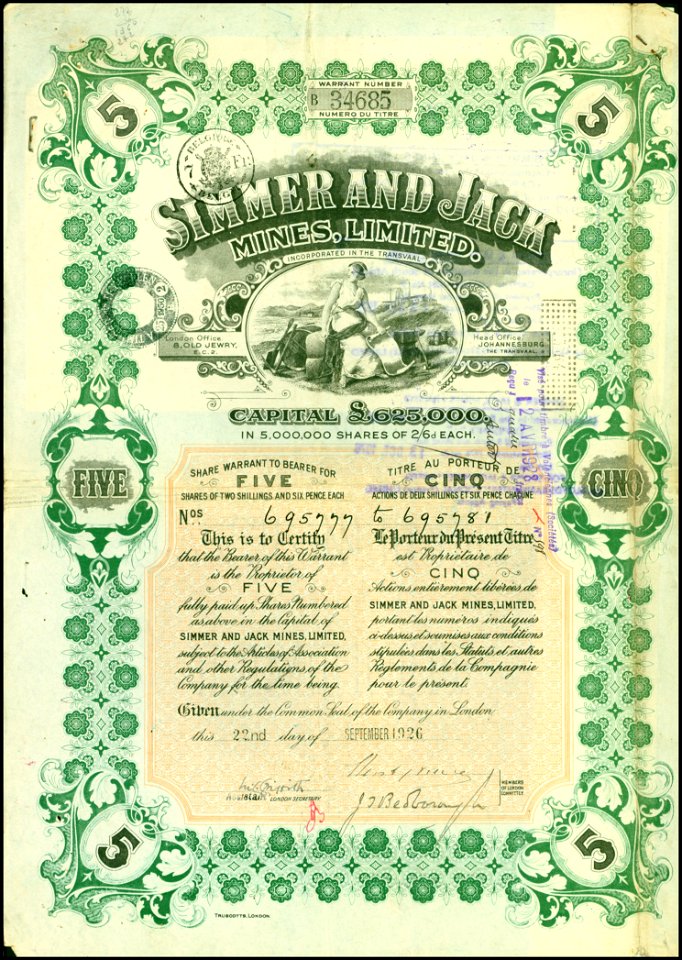 5
WARRANT NUMBER
B 34685
NUMERO DU TITRE
5
SIMMER AND JACK
MINES, LIMITED.
INCORPORATED IN THE TRANSVAAL
London Office
8, OLD JEWRY,
E.C.2.
Head Office
JOHANNESBURG
THE TRANSVAAL
CAPITAL £625,000.
IN 5,000,000 SHARES OF 2/6d EACH.
FIVE
CINQ
SHARE WARRANT TO BEARER FOR
FIVE
SHARES OF TWO SHILLINGS AND SIX PENCE EACH
TITRE AU PORTEUR DE
CINQ
ACTIONS DE DEUX SHILLINGS ET SIX PENCE CHACUNE
Nos 695777 to 695781
This is to Certify
that the Bearer of this Warrant
is the Proprietor of
FIVE
fully paid up Shares Numbered
as above in the Capital of
SIMMER AND JACK MINES, LIMITED,
subject to the Articles of Association
and other Regulations of the
Company for the time being.
Le Porteur du Présent Titre
est Propriétaire de
CINQ
Actions entièrement libérées de
SIMMER AND JACK MINES, LIMITED,
portant les numeros indiqués
ci-dessus et soumises aux conditions
stipulées dans les Statuts et autres
Règlements de la Compagnie
pour le présent.
Given under the Common Seal of the Company in London
this 22nd day of SEPTEMBER 1926
LONDON SECRETARY
MEMBERS
OF LONDON
COMMITTEE
5
5
TRUSCOTTS, LONDON